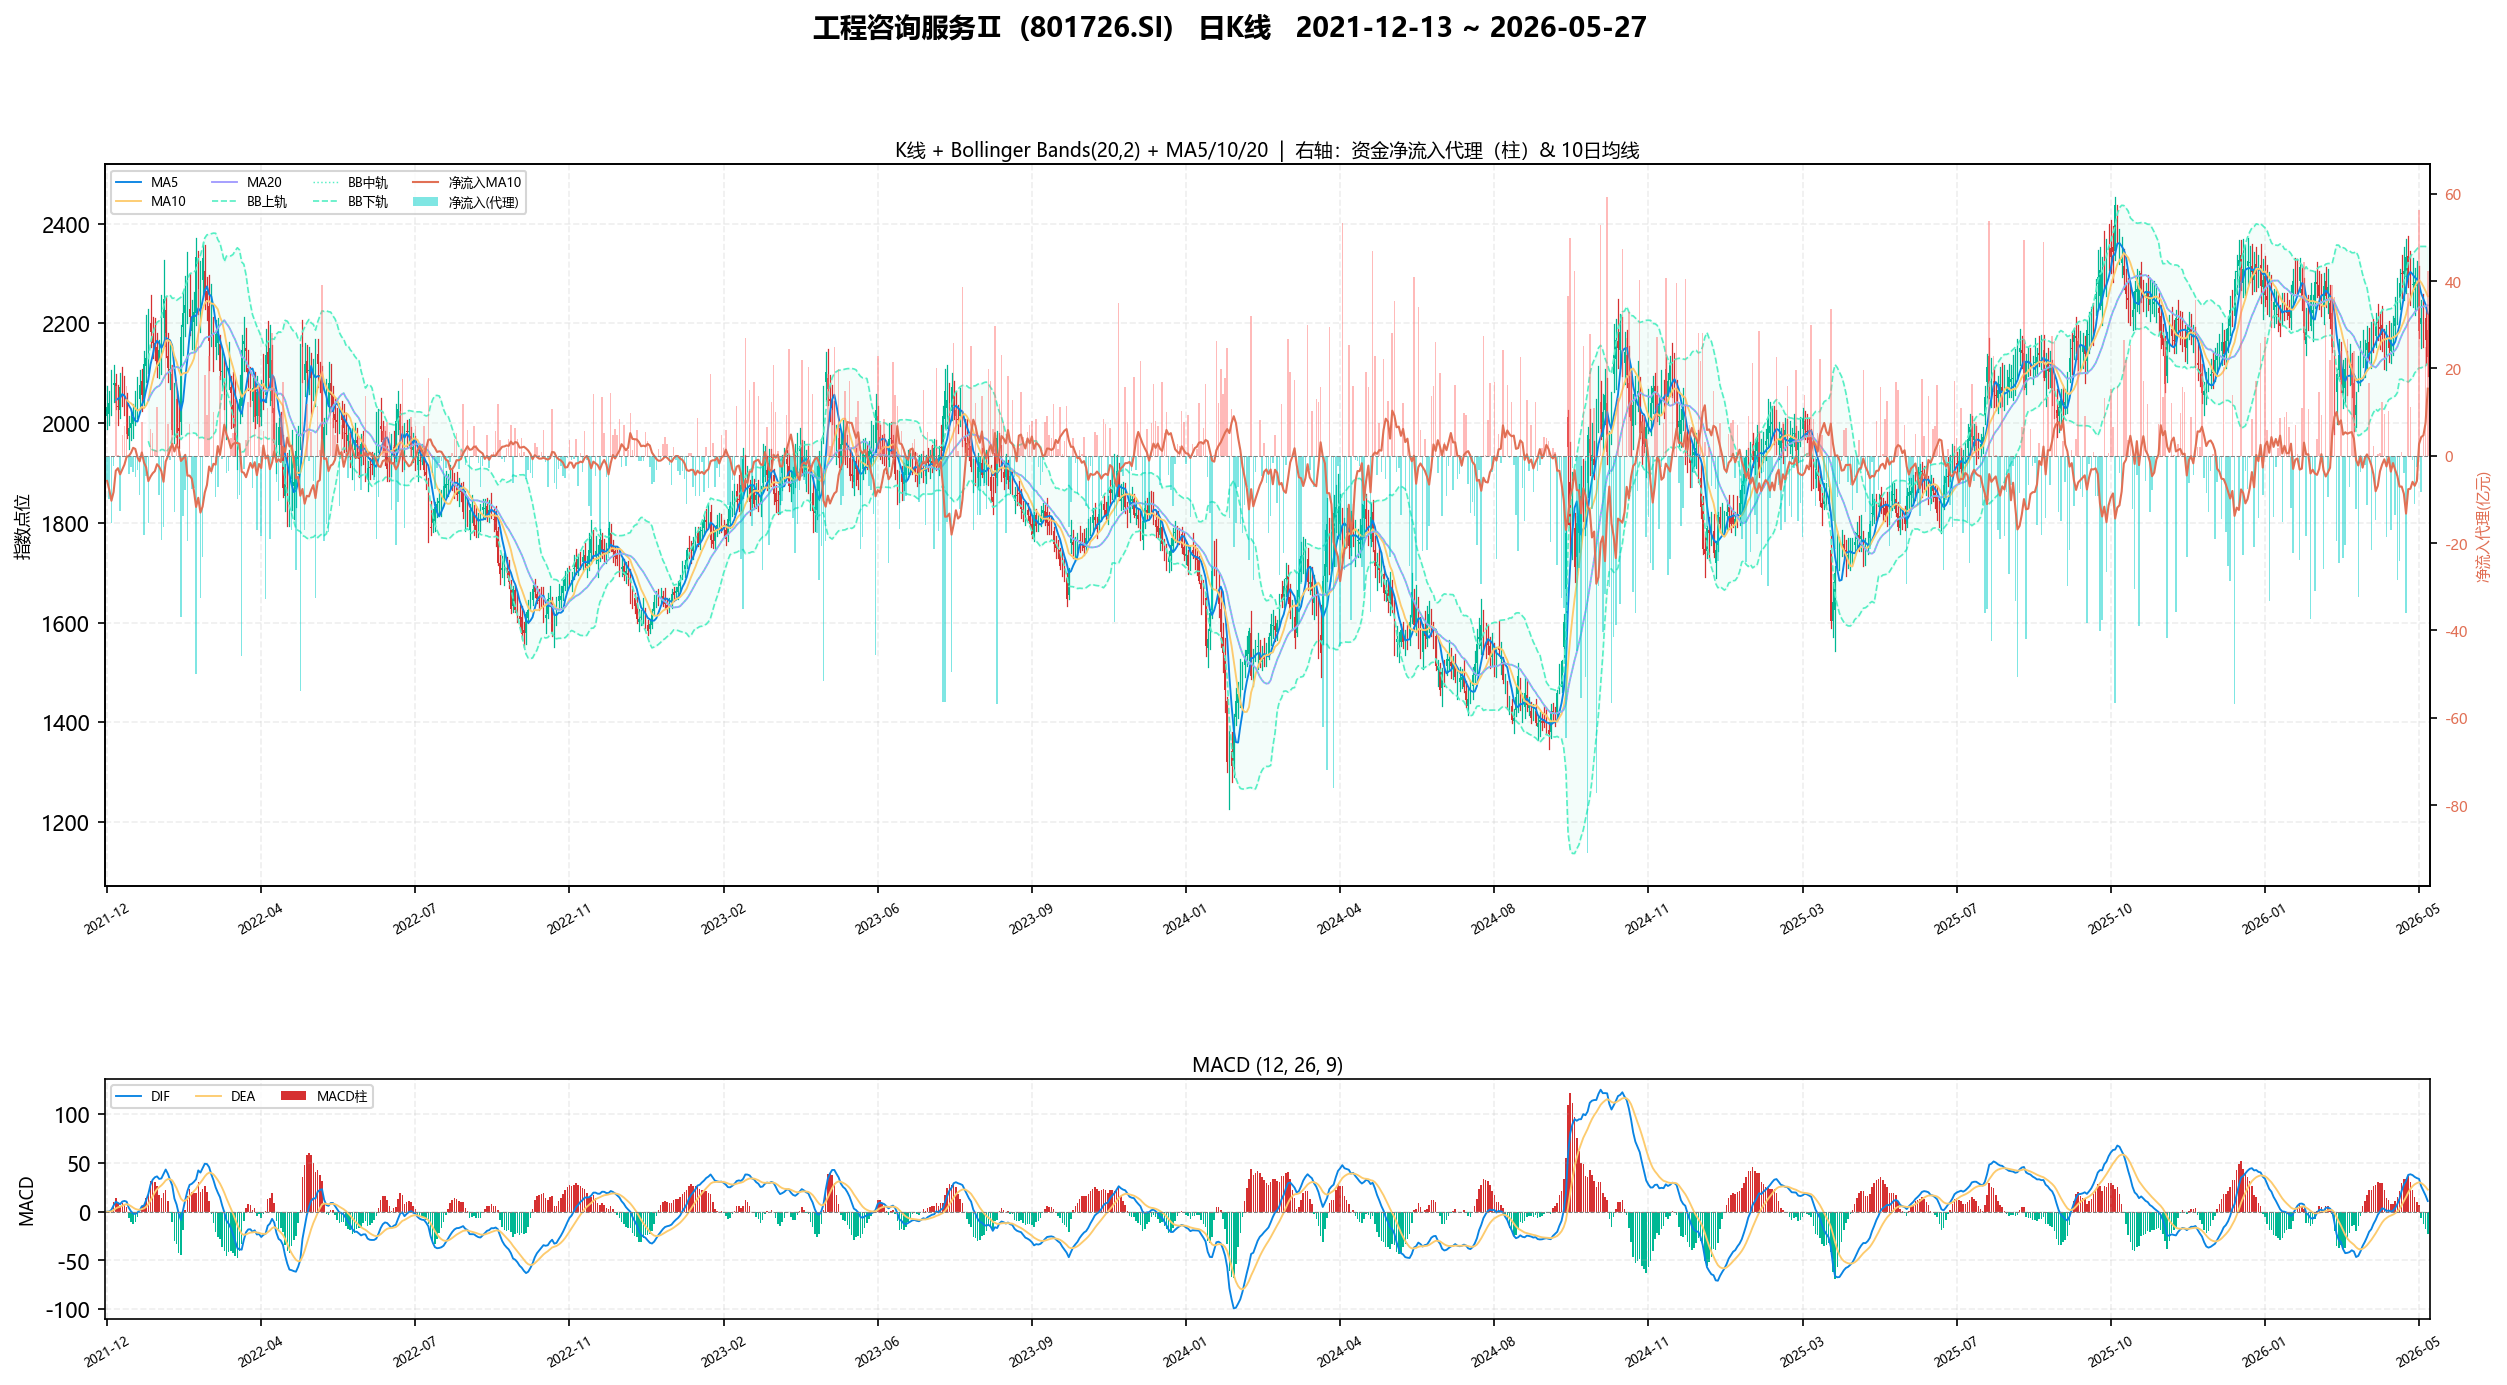 工程咨询服务Ⅱ (801726.SI) 日K线 2021-12-13 ~ 2026-05-27
K线 + Bollinger Bands(20,2) + MA5/10/20 | 右轴：资金净流入代理（柱）& 10日均线
MA5 MA20 BB中轨 净流入MA10
MA10 BB上轨 BB下轨 净流入(代理)
指数点位
2400
2200
2000
1800
1600
1400
1200
60
40
20
0
-20
-40
-60
-80
净流入代理(亿元)
2021-12 2022-04 2022-07 2022-11 2023-02 2023-06 2023-09 2024-01 2024-04 2024-08 2024-11 2025-03 2025-07 2025-10 2026-01 2026-05
MACD (12, 26, 9)
DIF DEA MACD柱
MACD
100
50
0
-50
-100
2021-12 2022-04 2022-07 2022-11 2023-02 2023-06 2023-09 2024-01 2024-04 2024-08 2024-11 2025-03 2025-07 2025-10 2026-01 2026-05